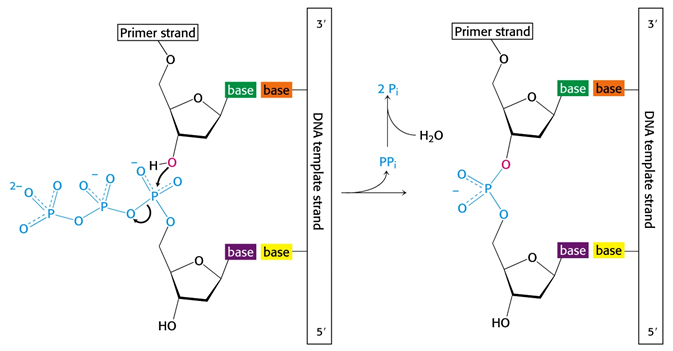 Primer strand
3′
O
O
base
base
H
O
−
O
O
2−
O
O
−
O
O
P
P
P
O
O
O
O
O
base
base
HO
5′
DNA template strand
2 Pi
H2O
PPi
Primer strand
3′
O
O
base
base
O
O
−
P
O
O
O
base
base
HO
5′
DNA template strand